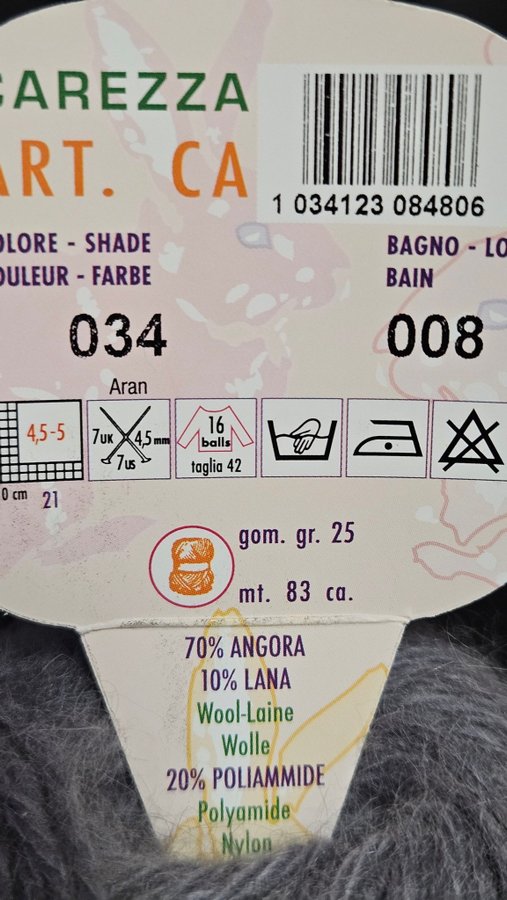 CAREZZA
ART. CA
1 034123 084806
OLORE - SHADE
OULEUR - FARBE
BAGNO - LO
BAIN
034
008
Aran
4,5-5
7UK 4,5mm
7US
16
balls
taglia 42
0 cm 21
gom. gr. 25
mt. 83 ca.
70% ANGORA
10% LANA
Wool-Laine
Wolle
20% POLIAMMIDE
Polyamide
Nylon